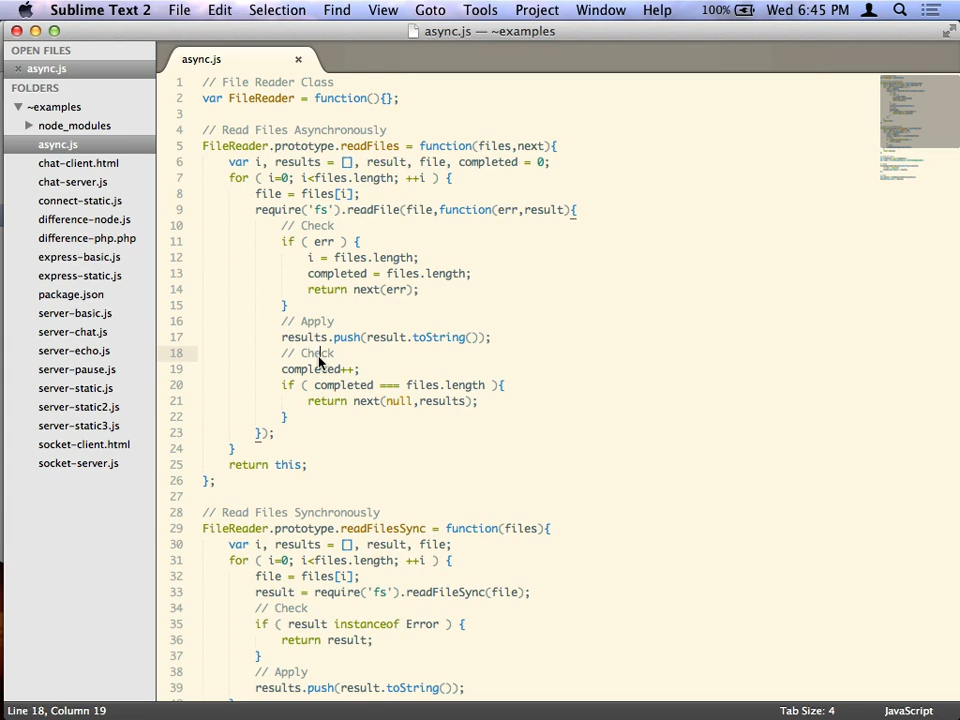 Sublime Text 2 File Edit Selection Find View Goto Tools Project Window Help 100% Wed 6:45 PM
async.js — ~examples
OPEN FILES
async.js
FOLDERS
~examples
node_modules
async.js
chat-client.html
chat-server.js
connect-static.js
difference-node.js
difference-php.php
express-basic.js
express-static.js
package.json
server-basic.js
server-chat.js
server-echo.js
server-pause.js
server-static.js
server-static2.js
server-static3.js
socket-client.html
socket-server.js
async.js
1 // File Reader Class
2 var FileReader = function(){};
3
4 // Read Files Asynchronously
5 FileReader.prototype.readFiles = function(files,next){
6 var i, results = [], result, file, completed = 0;
7 for ( i=0; i<files.length; ++i ) {
8 file = files[i];
9 require('fs').readFile(file,function(err,result){
10 // Check
11 if ( err ) {
12 i = files.length;
13 completed = files.length;
14 return next(err);
15 }
16 // Apply
17 results.push(result.toString());
18 // Check
19 completed++;
20 if ( completed === files.length ){
21 return next(null,results);
22 }
23 });
24 }
25 return this;
26 };
27
28 // Read Files Synchronously
29 FileReader.prototype.readFilesSync = function(files){
30 var i, results = [], result, file;
31 for ( i=0; i<files.length; ++i ) {
32 file = files[i];
33 result = require('fs').readFileSync(file);
34 // Check
35 if ( result instanceof Error ) {
36 return result;
37 }
38 // Apply
39 results.push(result.toString());
Line 18, Column 19 Tab Size: 4 JavaScript